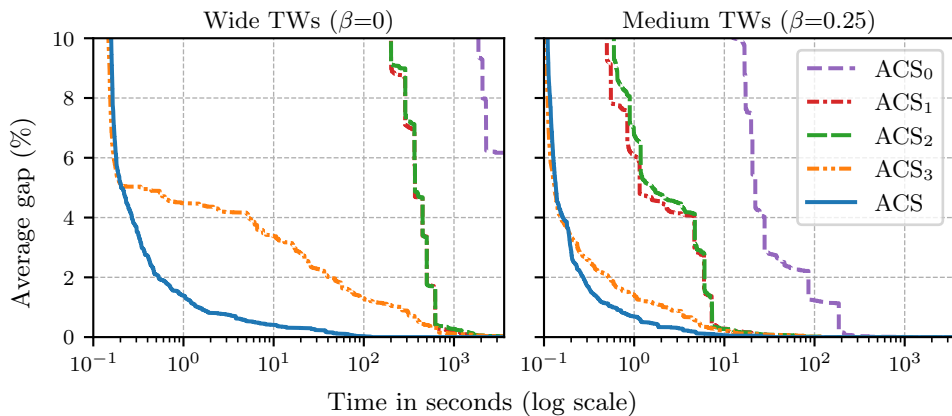 Wide TWs (β=0)
Medium TWs (β=0.25)
Average gap (%)
10
8
6
4
2
0
10⁻¹ 10⁰ 10¹ 10² 10³
10⁻¹ 10⁰ 10¹ 10² 10³
ACS₀
ACS₁
ACS₂
ACS₃
ACS
Time in seconds (log scale)